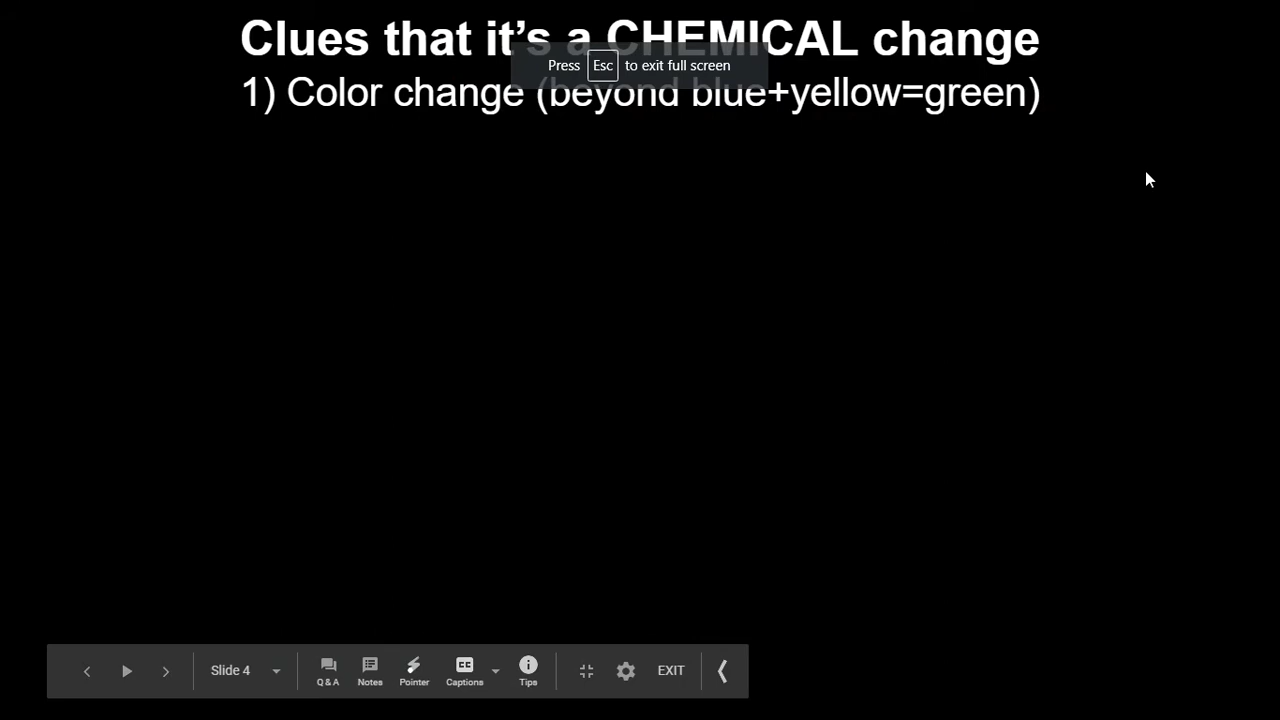 Clues that it's a CHEMICAL change
Press Esc to exit full screen
1) Color change (beyond blue+yellow=green)
Slide 4
Q & A
Notes
Pointer
CC
Captions
Tips
EXIT